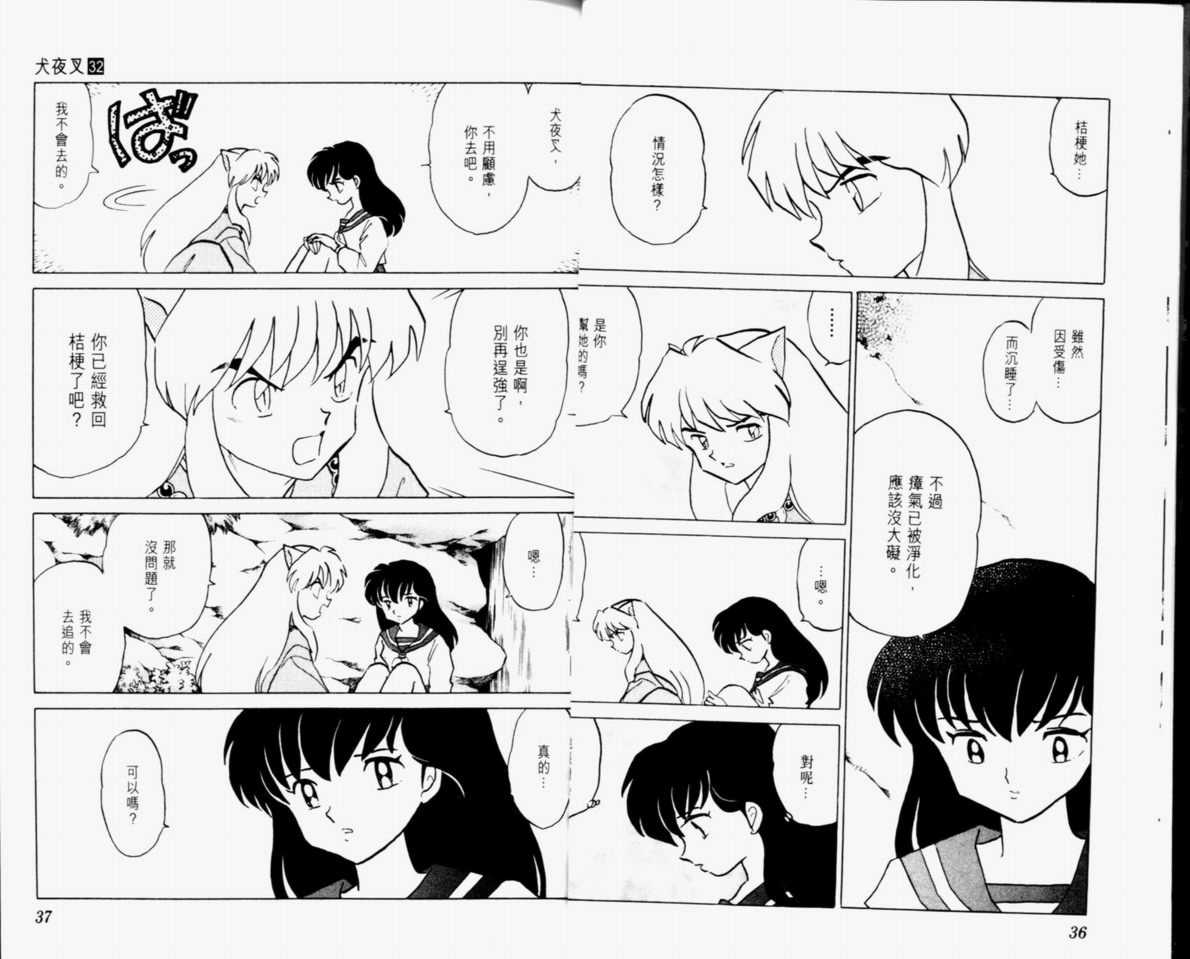 桔梗她…
情況怎樣？
雖然
因受傷…
而沉睡了…
不過
瘴氣已被淨化，
應該沒大礙。
……
是你
幫她的嗎？
…嗯。
對呢…
36
犬夜叉32
犬夜叉，
不用顧慮，
你去吧。
ばっ
我不會去的。
你也是啊，
別再逞強了。
你已經救回
桔梗了吧？
嗯…
那就
沒問題了。
我不會
去追的。
真的…
可以嗎？
37